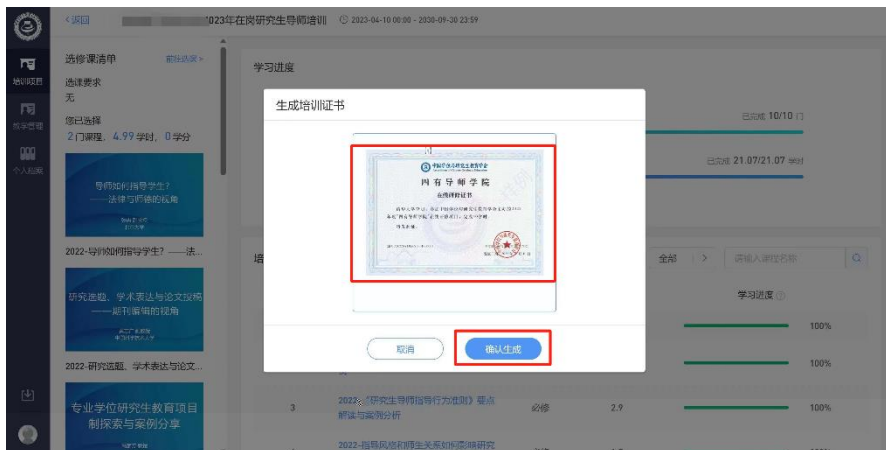 <返回
023年在岗研究生导师培训
2023-04-10 00:00 - 2030-09-30 23:59
培训项目
个人档案
选修课清单
选课要求
无
您已选择
2 门课程, 4.99 学时, 0 学分
导师如何指导学生?
——法律与师德的视角
2022-导师如何指导学生? ——法...
研究选题、学术表达与论文投稿
——期刊编辑的视角
2022-研究选题、学术表达与论文...
专业学位研究生教育项目
制探索与案例分享
学习进度
已完成 10/10 门
已完成 21.07/21.07 学时
生成培训证书
四有导师学院
在线研修证书
取消
确认生成
培
全部
>
请输入课程名称
学习进度
100%
100%
3
2022-《研究生导师指导行为准则》要点
解读与案例分析
必修
2.9
100%
2022-指导风格和师生关系如何影响研究